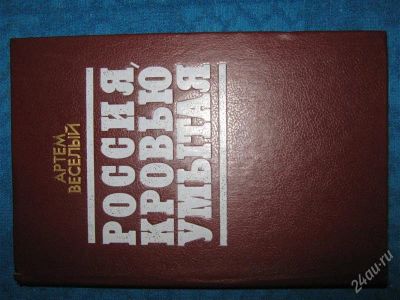 АРТЕМ
ВЕСЕЛЫЙ
РОССИЯ,
КРОВЬЮ
УМЫТАЯ
24au.ru